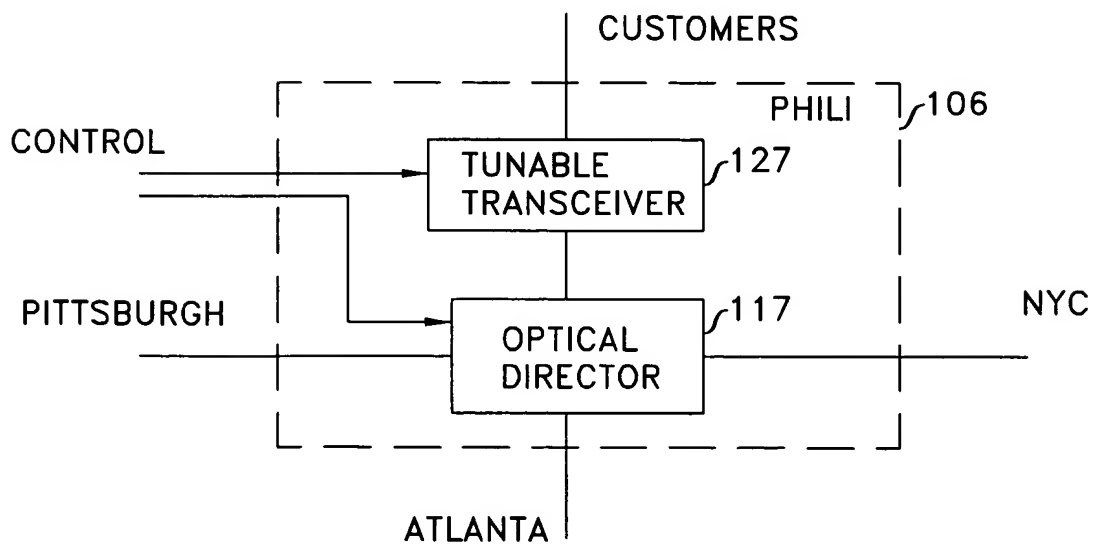 CUSTOMERS
PHILI
106
CONTROL
TUNABLE
TRANSCEIVER
127
PITTSBURGH
117
NYC
OPTICAL
DIRECTOR
ATLANTA